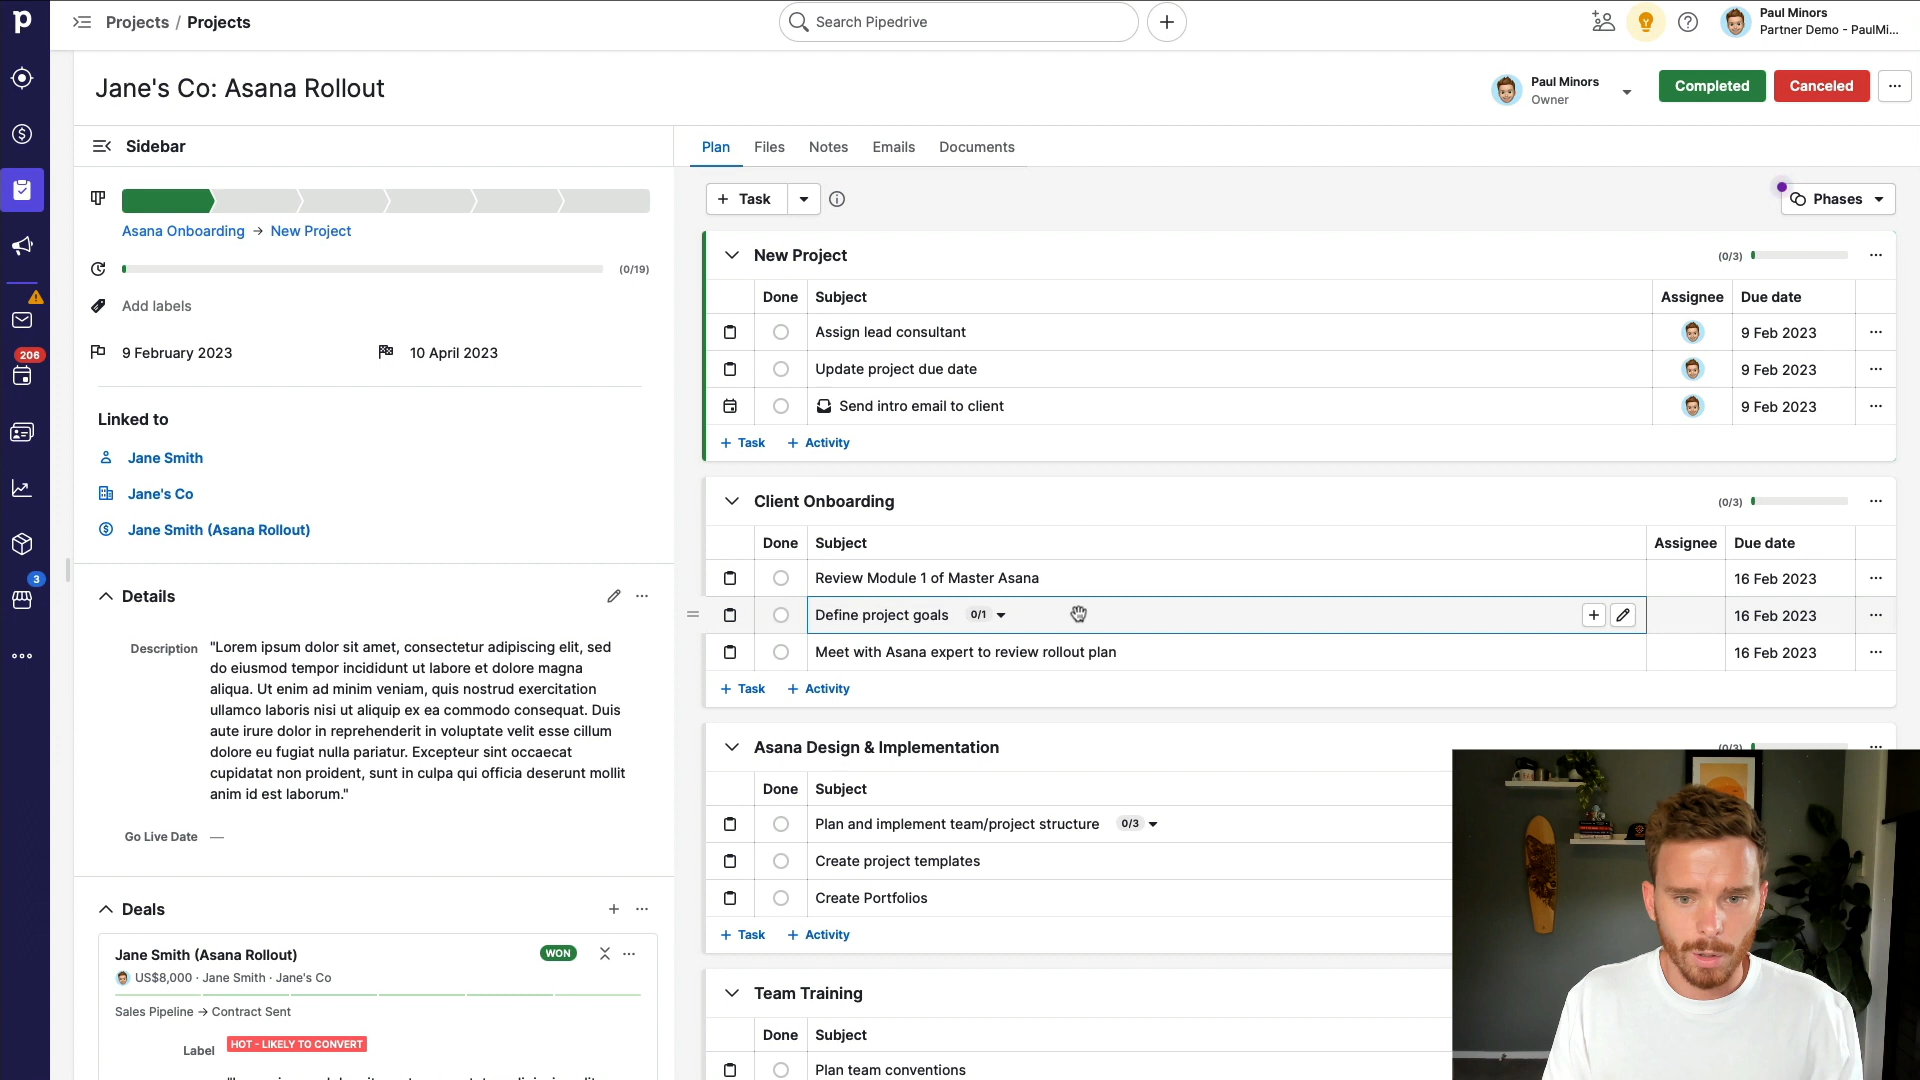 Projects / Projects
Search Pipedrive
Paul Minors
Partner Demo - PaulMi...
Jane's Co: Asana Rollout
Paul Minors
Owner
Completed
Canceled
Sidebar
Asana Onboarding → New Project
(0/19)
Add labels
9 February 2023
10 April 2023
Linked to
Jane Smith
Jane's Co
Jane Smith (Asana Rollout)
Details
Description
"Lorem ipsum dolor sit amet, consectetur adipiscing elit, sed
do eiusmod tempor incididunt ut labore et dolore magna
aliqua. Ut enim ad minim veniam, quis nostrud exercitation
ullamco laboris nisi ut aliquip ex ea commodo consequat. Duis
aute irure dolor in reprehenderit in voluptate velit esse cillum
dolore eu fugiat nulla pariatur. Excepteur sint occaecat
cupidatat non proident, sunt in culpa qui officia deserunt mollit
anim id est laborum."
Go Live Date —
Deals
Jane Smith (Asana Rollout)
WON
US$8,000 · Jane Smith · Jane's Co
Sales Pipeline → Contract Sent
Label
HOT - LIKELY TO CONVERT
206
3
Plan
Files
Notes
Emails
Documents
+ Task
Phases
New Project
(0/3)
Done
Subject
Assignee
Due date
Assign lead consultant
9 Feb 2023
Update project due date
9 Feb 2023
Send intro email to client
9 Feb 2023
+ Task
+ Activity
Client Onboarding
(0/3)
Done
Subject
Assignee
Due date
Review Module 1 of Master Asana
16 Feb 2023
Define project goals
0/1
16 Feb 2023
Meet with Asana expert to review rollout plan
16 Feb 2023
+ Task
+ Activity
Asana Design & Implementation
(0/3)
Done
Subject
Plan and implement team/project structure
0/3
Create project templates
Create Portfolios
+ Task
+ Activity
Team Training
Done
Subject
Plan team conventions